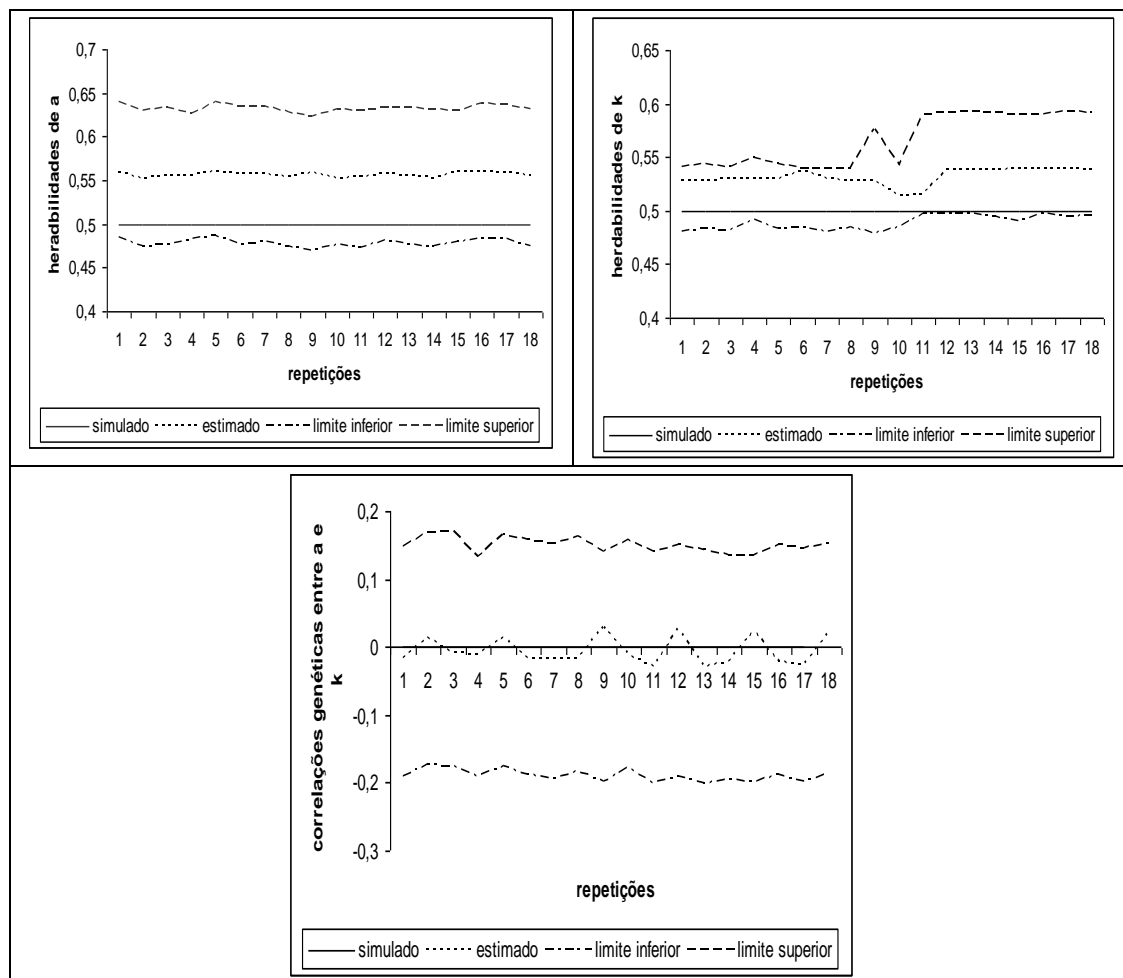 0,7
0,65
0,6
0,55
0,5
0,45
0,4
heradbilidades de a
1 2 3 4 5 6 7 8 9 10 11 12 13 14 15 16 17 18
repetições
simulado estimado limite inferior limite superior
0,65
0,6
0,55
0,5
0,45
0,4
herdabilidades de k
1 2 3 4 5 6 7 8 9 10 11 12 13 14 15 16 17 18
repetições
simulado estimado limite inferior limite superior
0,2
0,1
0
-0,1
-0,2
-0,3
correlações genéticas entre a e
k
1 2 3 4 5 6 7 8 9 10 11 12 13 14 15 16 17 18
repetições
simulado estimado limite inferior limite superior